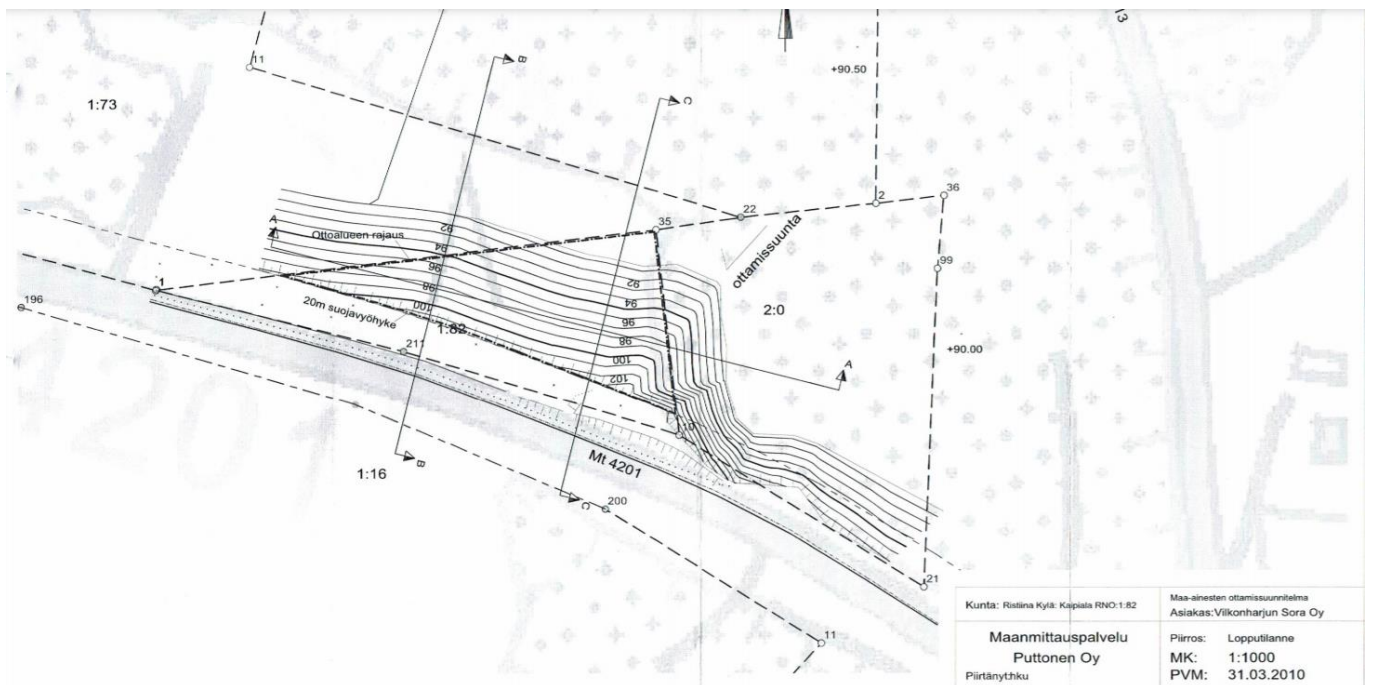 11
1:73
B
C
+90.50
13
36
2
22
35
A
92
Ottoalueen rajaus
94
96
98
100
ottamissuunta
99
92
94
96
98
100
102
2:0
1
196
20m suojavyöhyke
1:82
211
+90.00
A
10
4201
Mt 4201
B
1:16
C
200
21
11
Kunta: Ristiina Kylä: Kaipiala RNO:1:82
Maa-ainesten ottamissuunnitelma
Asiakas:Vilkonharjun Sora Oy
Maanmittauspalvelu
Puttonen Oy
Piirtänyt:hku
Piirros: Lopputilanne
MK: 1:1000
PVM: 31.03.2010